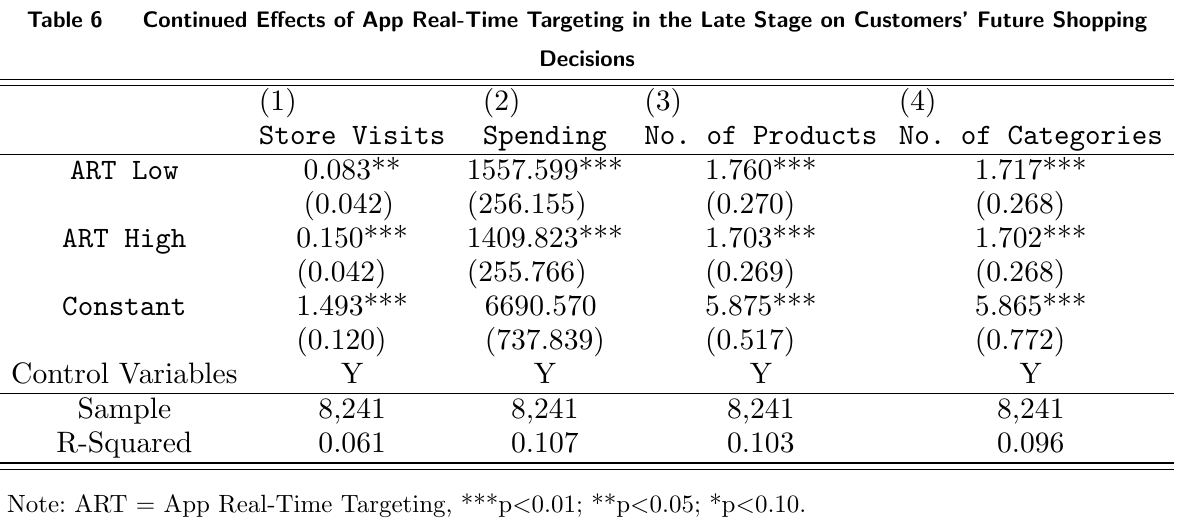 Table 6 Continued Effects of App Real-Time Targeting in the Late Stage on Customers' Future Shopping
Decisions
(1) (2) (3) (4)
Store Visits Spending No. of Products No. of Categories
ART Low 0.083** 1557.599*** 1.760*** 1.717***
(0.042) (256.155) (0.270) (0.268)
ART High 0.150*** 1409.823*** 1.703*** 1.702***
(0.042) (255.766) (0.269) (0.268)
Constant 1.493*** 6690.570 5.875*** 5.865***
(0.120) (737.839) (0.517) (0.772)
Control Variables Y Y Y Y
Sample 8,241 8,241 8,241 8,241
R-Squared 0.061 0.107 0.103 0.096
Note: ART = App Real-Time Targeting, ***p<0.01; **p<0.05; *p<0.10.